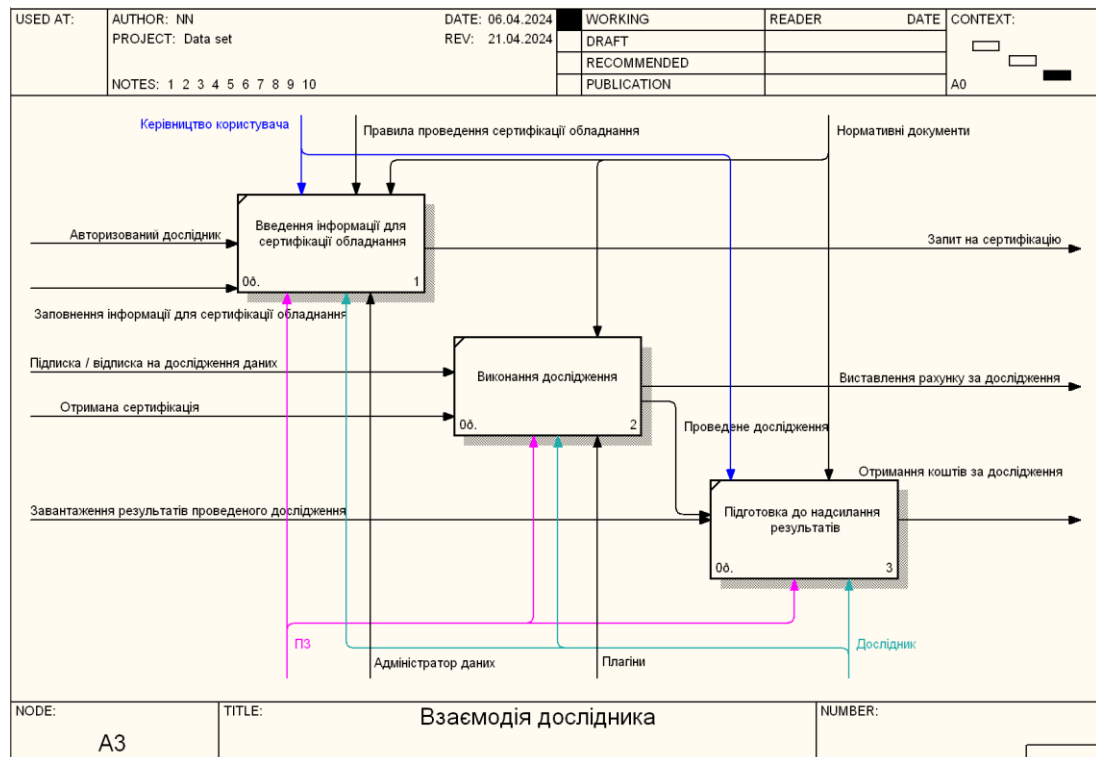 USED AT:
AUTHOR: NN
DATE: 06.04.2024
WORKING
READER
DATE
CONTEXT:
PROJECT: Data set
REV: 21.04.2024
DRAFT
RECOMMENDED
NOTES: 1 2 3 4 5 6 7 8 9 10
PUBLICATION
A0
Керівництво користувача
Правила проведення сертифікації обладнання
Нормативні документи
Введення інформації для
сертифікації обладнання
0ð.
1
Авторизований дослідник
Запит на сертифікацію
Заповнення інформації для сертифікації обладнання
Підписка / відписка на дослідження даних
Виконання дослідження
0ð.
2
Виставлення рахунку за дослідження
Отримана сертифікація
Проведене дослідження
Отримання коштів за дослідження
Завантаження результатів проведеного дослідження
Підготовка до надсилання
результатів
0ð.
3
ПЗ
Адміністратор даних
Плагіни
Дослідник
NODE:
TITLE:
NUMBER:
A3
Взаємодія дослідника